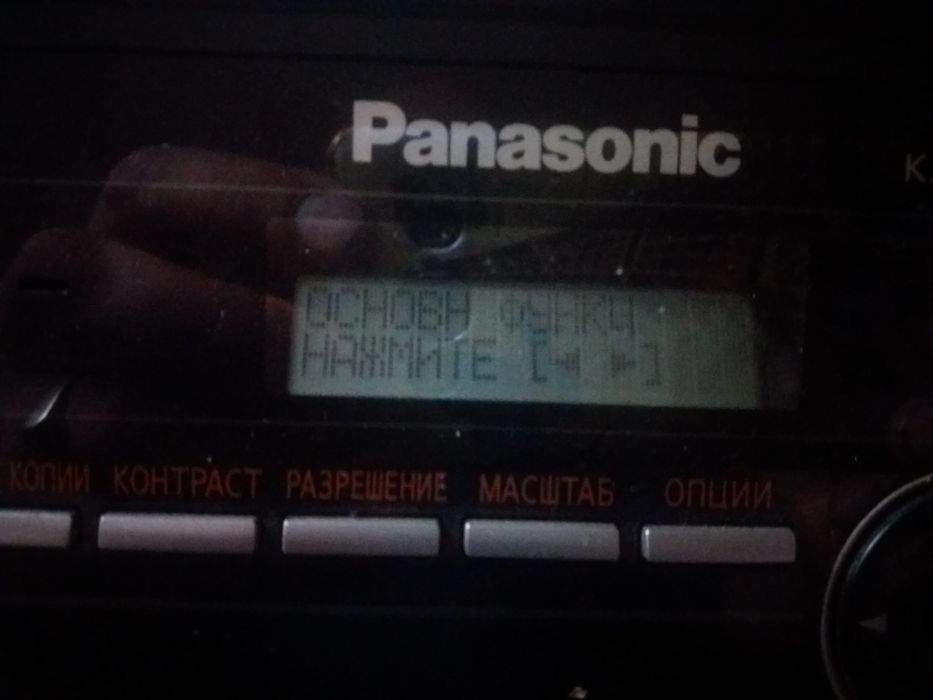 Panasonic
K
ОСНОВН ФУНКЦ
НАЖМИТЕ [◄ ►]
КОПИИ КОНТРАСТ РАЗРЕШЕНИЕ МАСШТАБ ОПЦИИ